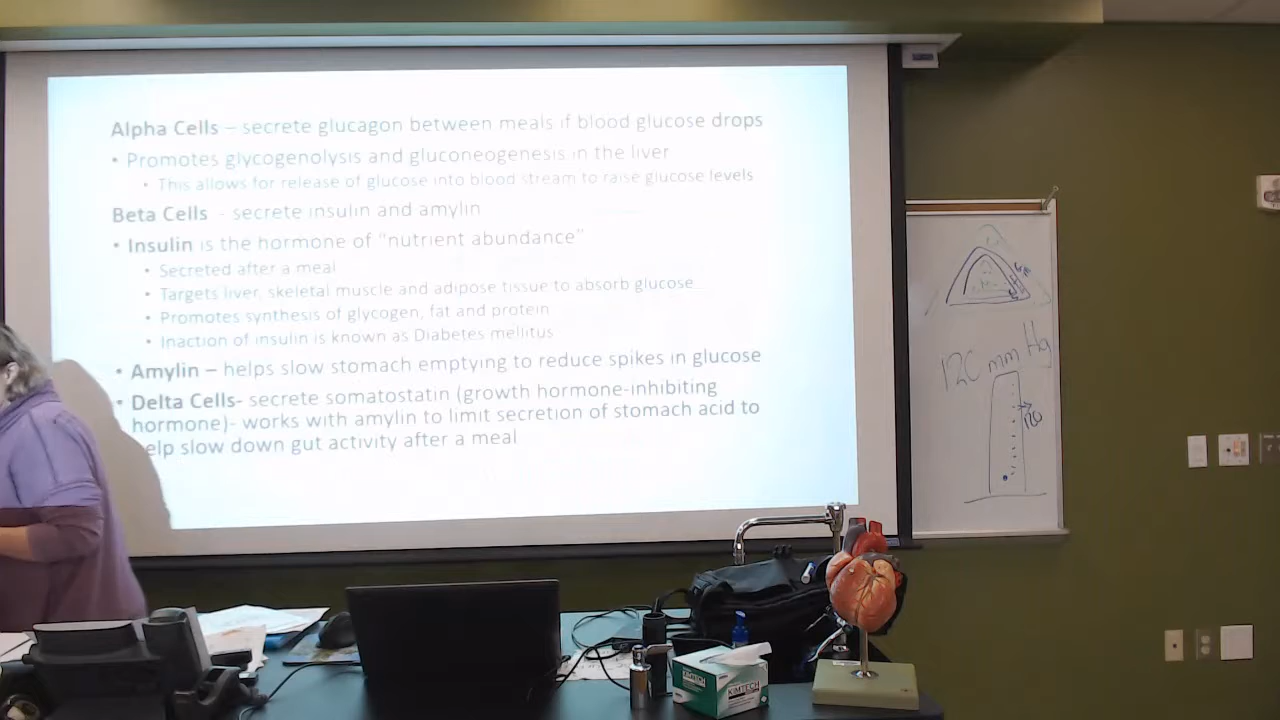 Alpha Cells – secrete glucagon between meals if blood glucose drops
• Promotes glycogenolysis and gluconeogenesis in the liver
• This allows for release of glucose into blood stream to raise glucose levels
Beta Cells - secrete insulin and amylin
• Insulin is the hormone of "nutrient abundance"
• Secreted after a meal
• Targets liver, skeletal muscle and adipose tissue to absorb glucose
• Promotes synthesis of glycogen, fat and protein
• Inaction of insulin is known as Diabetes mellitus
• Amylin – helps slow stomach emptying to reduce spikes in glucose
• Delta Cells- secrete somatostatin (growth hormone-inhibiting
hormone)- works with amylin to limit secretion of stomach acid to
elp slow down gut activity after a meal
120 mm Hg
120
KIMTECH